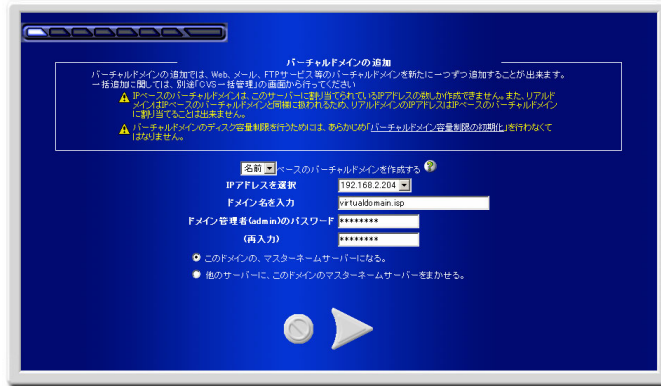 バーチャルドメインの追加
バーチャルドメインの追加では、Web、メール、FTPサービス等のバーチャルドメインを新たに一つずつ追加することが出来ます。
一括追加に関しては、別途「CVS一括管理」の画面から行ってください
IPベースのバーチャルドメインは、このサーバーに割り当てられているIPアドレスの数しか作成できません。また、リアルド
メインはIPベースのバーチャルドメインと同様に扱われるため、リアルドメインのIPアドレスはIPベースのバーチャルドメイン
に割り当てることは出来ません。
バーチャルドメインのディスク容量制限を行うためには、あらかじめ「バーチャルドメイン容量制限の初期化」を行わなくて
はなりません。
名前 ベースのバーチャルドメインを作成する
IPアドレスを選択 192.168.2.204
ドメイン名を入力 virtualdomain.isp
ドメイン管理者(admin)のパスワード ********
(再入力) ********
このドメインの、マスターネームサーバーになる。
他のサーバーに、このドメインのマスターネームサーバーをまかせる。